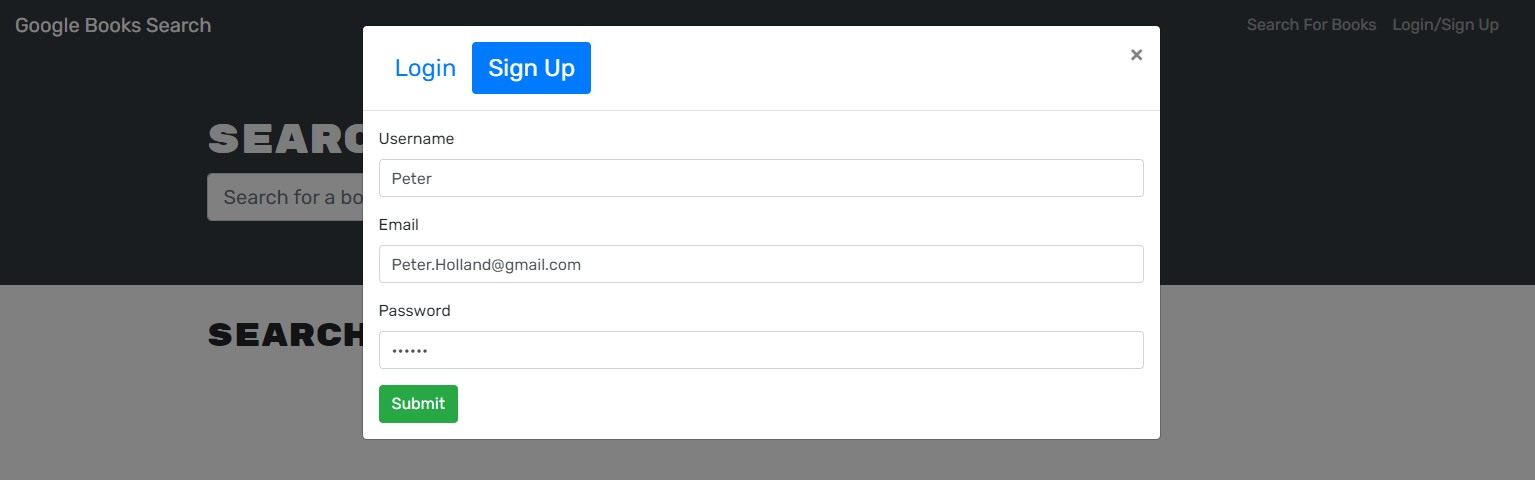 Google Books Search
Search For Books
Login/Sign Up
Login
Sign Up
×
SEARC
Search for a bo
Username
Peter
Email
Peter.Holland@gmail.com
Password
••••••
SEARCH
Submit